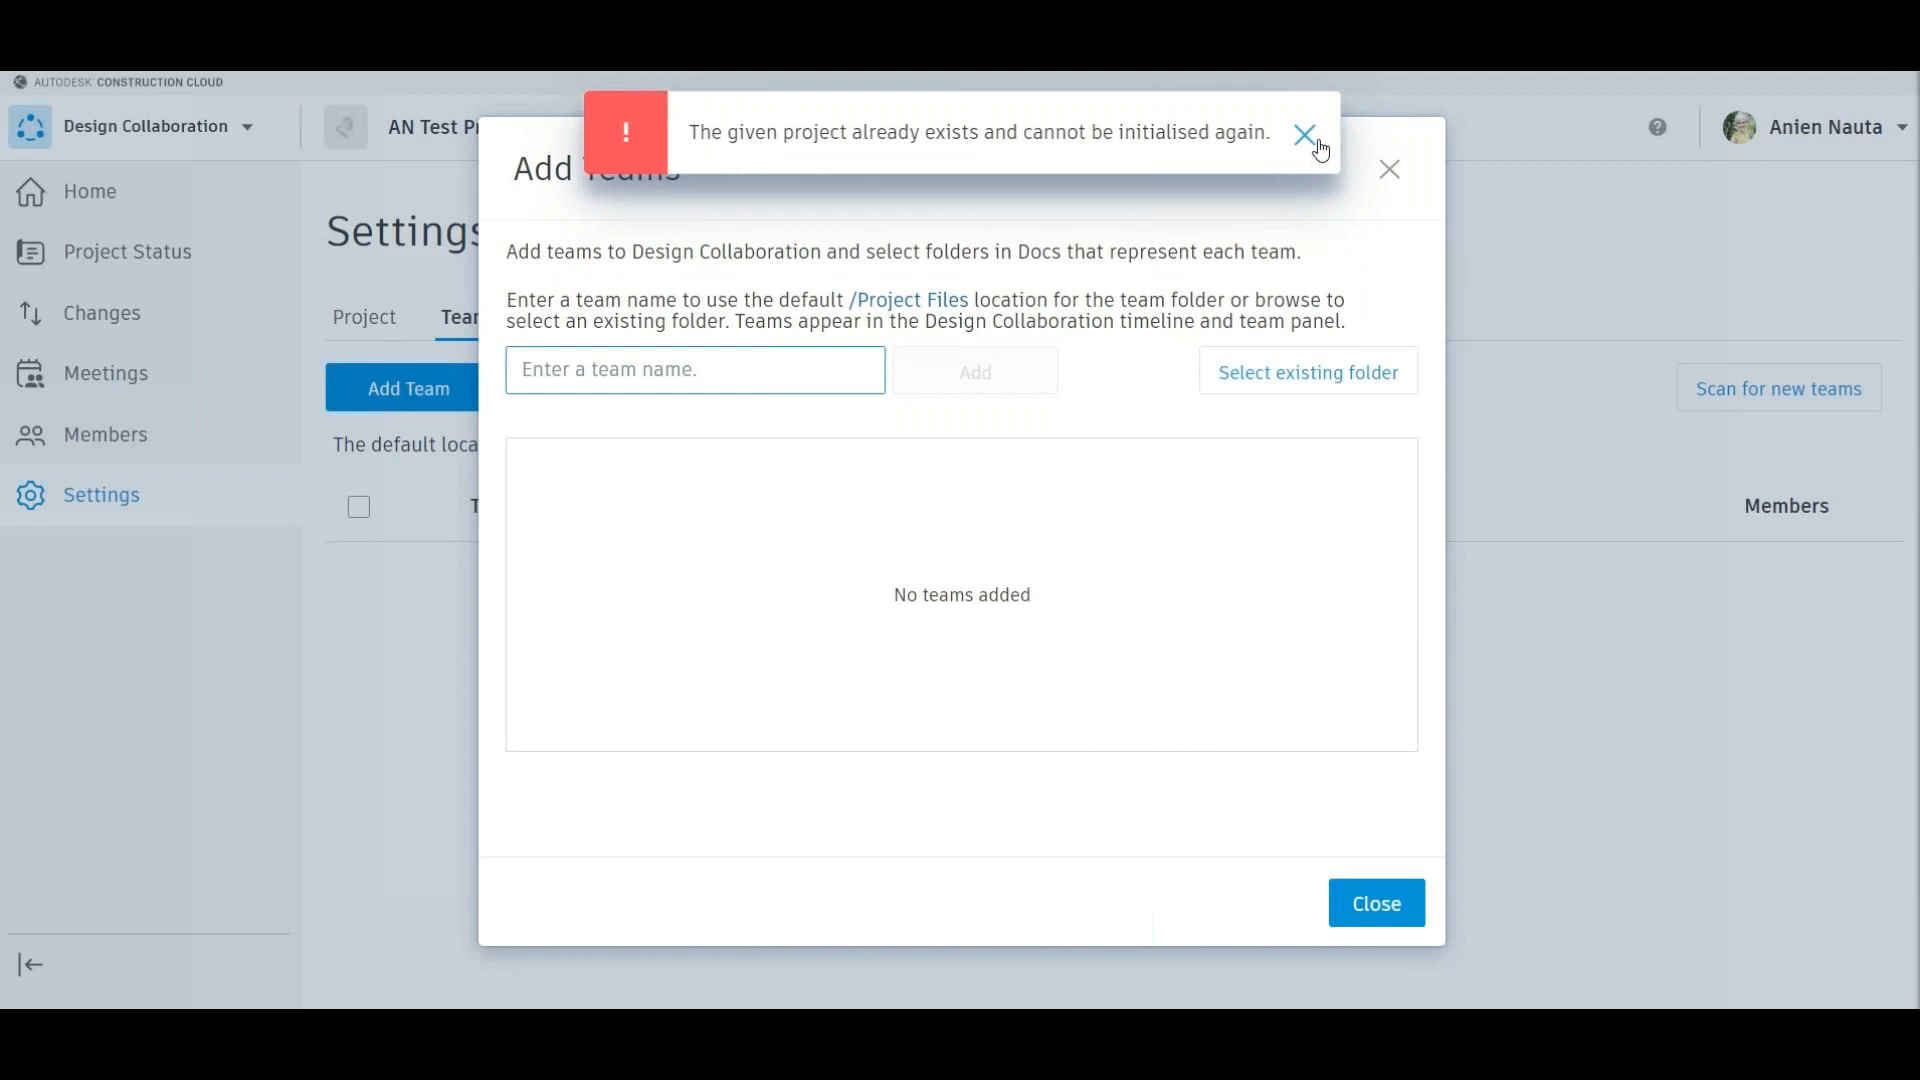 AUTODESK CONSTRUCTION CLOUD
Design Collaboration
AN Test
Anien Nauta
!
The given project already exists and cannot be initialised again.
Add Teams
Home
Project Status
Changes
Meetings
Members
Settings
Settings
Project
Add Team
The default
Scan for new teams
Members
Add teams to Design Collaboration and select folders in Docs that represent each team.
Enter a team name to use the default /Project Files location for the team folder or browse to
select an existing folder. Teams appear in the Design Collaboration timeline and team panel.
Enter a team name.
Add
Select existing folder
No teams added
Close